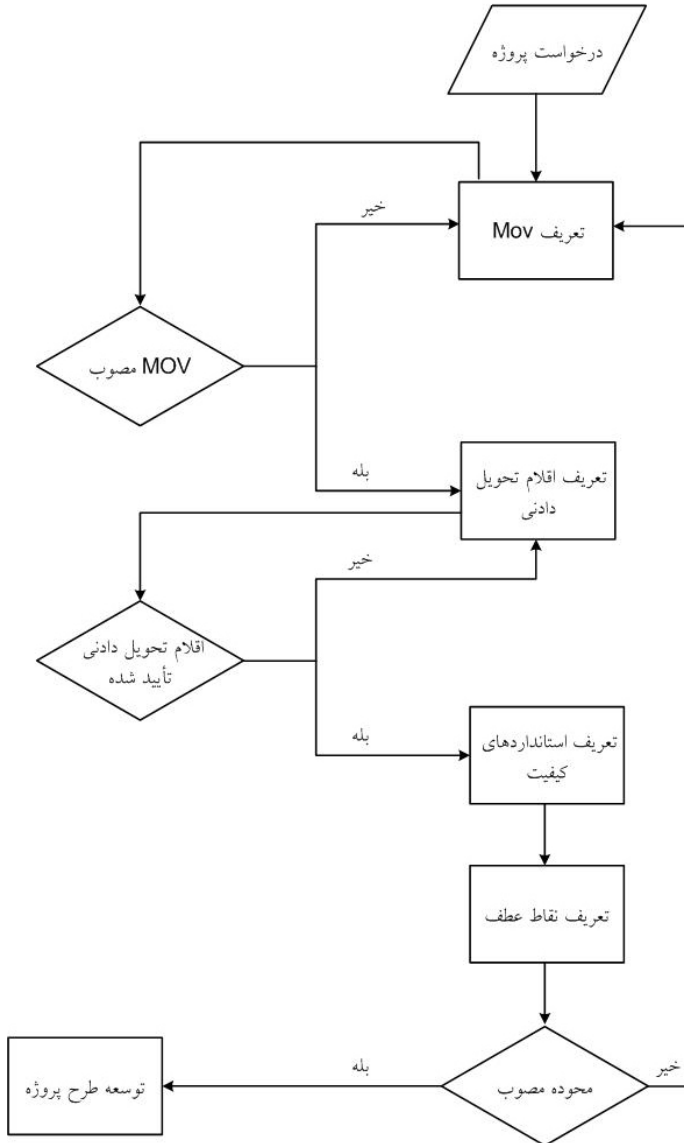 درخواست پروژه
تعریف Mov
خیر
MOV مصوب
بله
تعریف اقلام تحویل
دادنی
خیر
اقلام تحویل دادنی
تأیید شده
بله
تعریف استانداردهای
کیفیت
تعریف نقاط عطف
محوده مصوب
خیر
بله
توسعه طرح پروژه